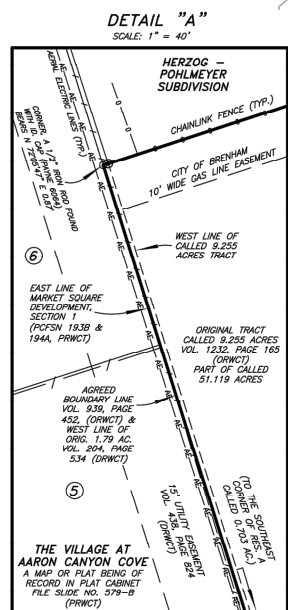 DETAIL "A"
SCALE: 1" = 40'
HERZOG –
POHLMEYER
SUBDIVISION
CHAINLINK FENCE (TYP.)
AERIAL ELECTRIC LINES (TYP.)
CORNER, A 1/2" IRON ROD FOUND
WITH ID. CAP (PAYNE 6064)
BEARS N 72°05'47" E 0.87'
CITY OF BRENHAM
10' WIDE GAS LINE EASEMENT
6
WEST LINE OF
CALLED 9.255
ACRES TRACT
EAST LINE OF
MARKET SQUARE
DEVELOPMENT,
SECTION 1
(PCFSN 193B &
194A, PRWCT)
ORIGINAL TRACT
CALLED 9.255 ACRES
VOL. 1232, PAGE 165
(ORWCT)
PART OF CALLED
51.119 ACRES
AGREED
BOUNDARY LINE
VOL. 939, PAGE
452, (ORWCT) &
WEST LINE OF
ORIG. 1.79 AC.
VOL. 204, PAGE
534 (DRWCT)
5
15' UTILITY EASEMENT
VOL. 438, PAGE 824
(DRWCT)
(TO THE SOUTHEAST
CORNER OF RES. A
CALLED 0.703 AC.)
THE VILLAGE AT
AARON CANYON COVE
A MAP OR PLAT BEING OF
RECORD IN PLAT CABINET
FILE SLIDE NO. 579–B
(PRWCT)